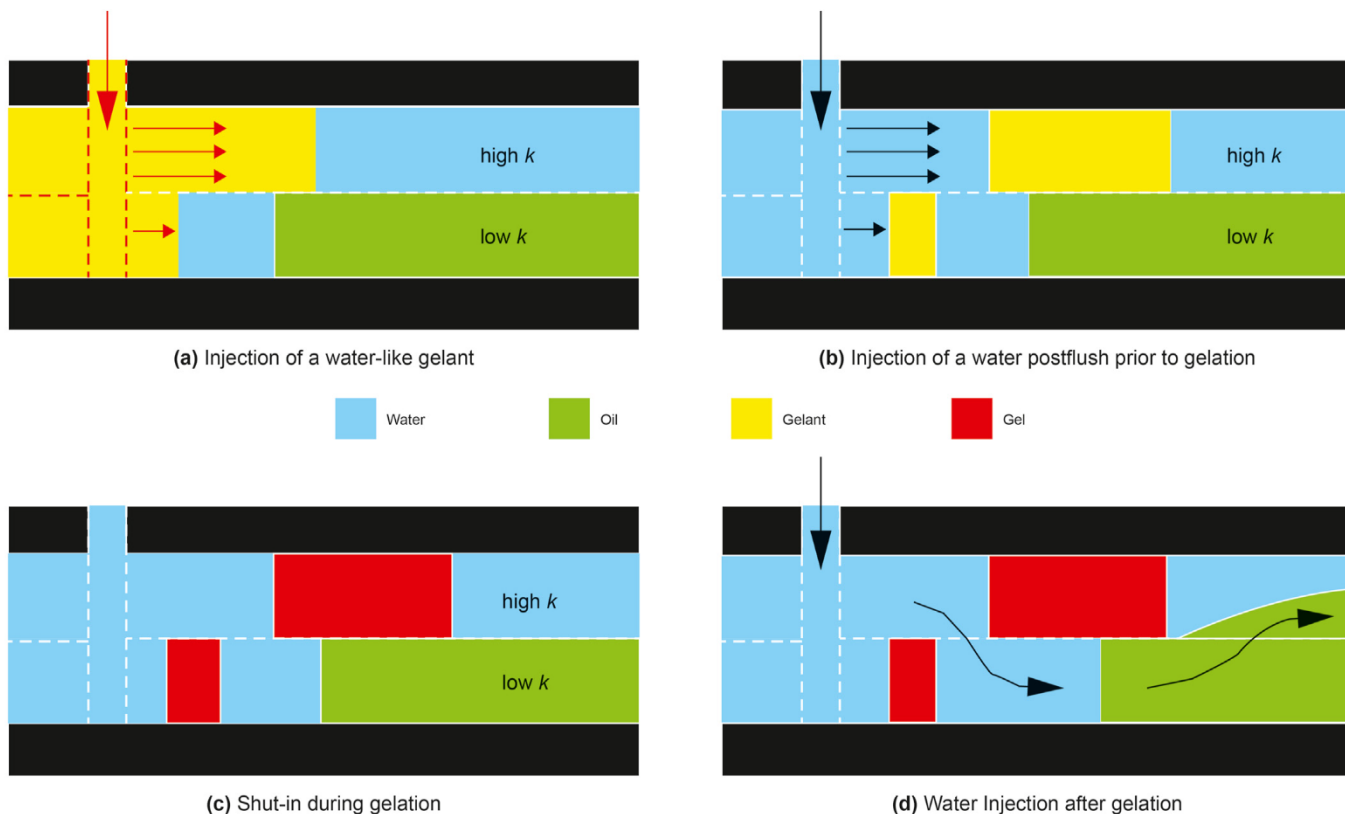 high k
low k
(a) Injection of a water-like gelant
high k
low k
(b) Injection of a water postflush prior to gelation
Water
Oil
Gelant
Gel
high k
low k
(c) Shut-in during gelation
(d) Water Injection after gelation